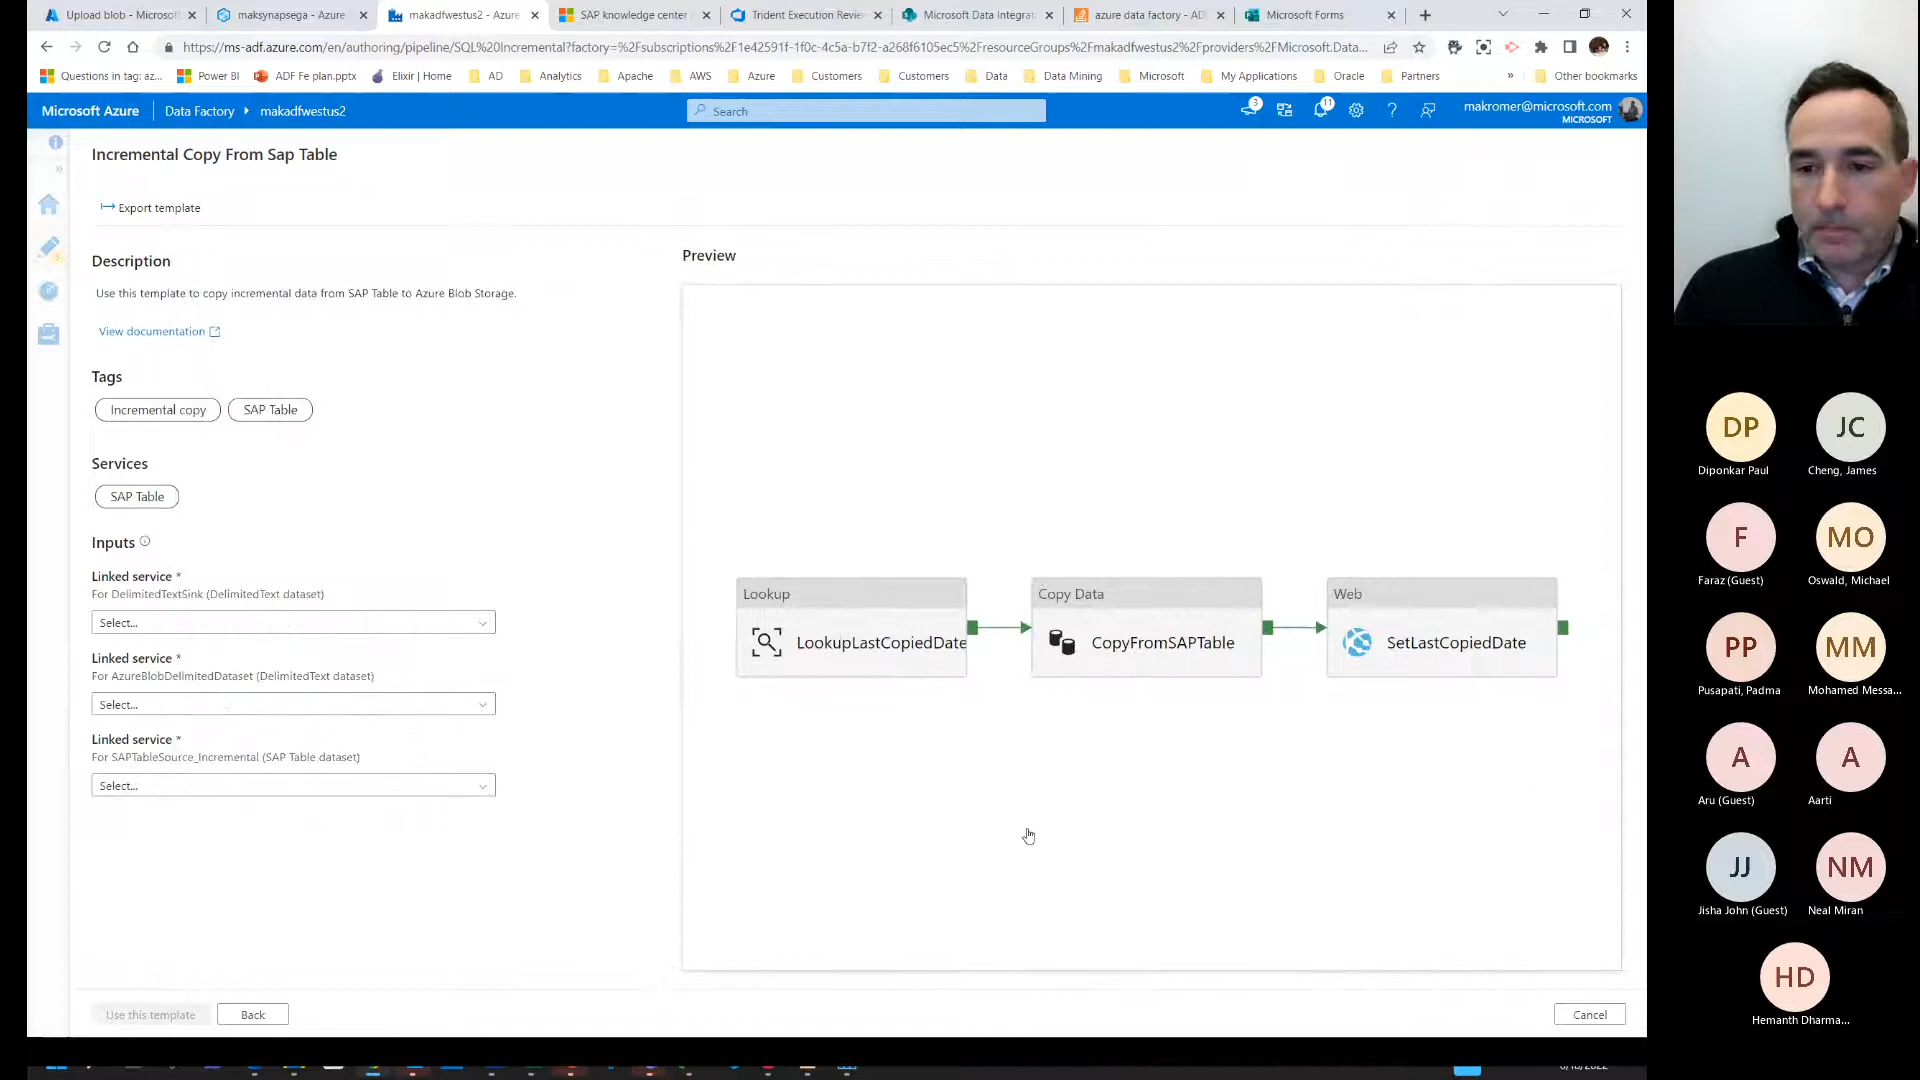 Upload blob - Microsoft
maksynapsega - Azure
makadfwestus2 - Azure
SAP knowledge center
Trident Execution Revie
Microsoft Data Integrat
azure data factory - AD
Microsoft Forms
https://ms-adf.azure.com/en/authoring/pipeline/SQL%20Incremental?factory=%2Fsubscriptions%2F1e42591f-1f0c-4c5a-b7f2-a268f6105ec5%2FresourceGroups%2Fmakadfwestus2%2Fproviders%2FMicrosoft.Data...
Questions in tag: az...
Power BI
ADF Fe plan.pptx
Elixir | Home
AD
Analytics
Apache
AWS
Azure
Customers
Customers
Data
Data Mining
Microsoft
My Applications
Oracle
Partners
»
Other bookmarks
Microsoft Azure
Data Factory
makadfwestus2
Search
3
11
makromer@microsoft.com
MICROSOFT
Incremental Copy From Sap Table
Export template
Description
Use this template to copy incremental data from SAP Table to Azure Blob Storage.
View documentation
Tags
Incremental copy
SAP Table
Services
SAP Table
Inputs
Linked service *
For DelimitedTextSink (DelimitedText dataset)
Select...
Linked service *
For AzureBlobDelimitedDataset (DelimitedText dataset)
Select...
Linked service *
For SAPTableSource_Incremental (SAP Table dataset)
Select...
Use this template
Back
Preview
Lookup
LookupLastCopiedDate
Copy Data
CopyFromSAPTable
Web
SetLastCopiedDate
Cancel
DP
Diponkar Paul
JC
Cheng, James
F
Faraz (Guest)
MO
Oswald, Michael
PP
Pusapati, Padma
MM
Mohamed Messa...
A
Aru (Guest)
A
Aarti
JJ
Jisha John (Guest)
NM
Neal Miran
HD
Hemanth Dharma...